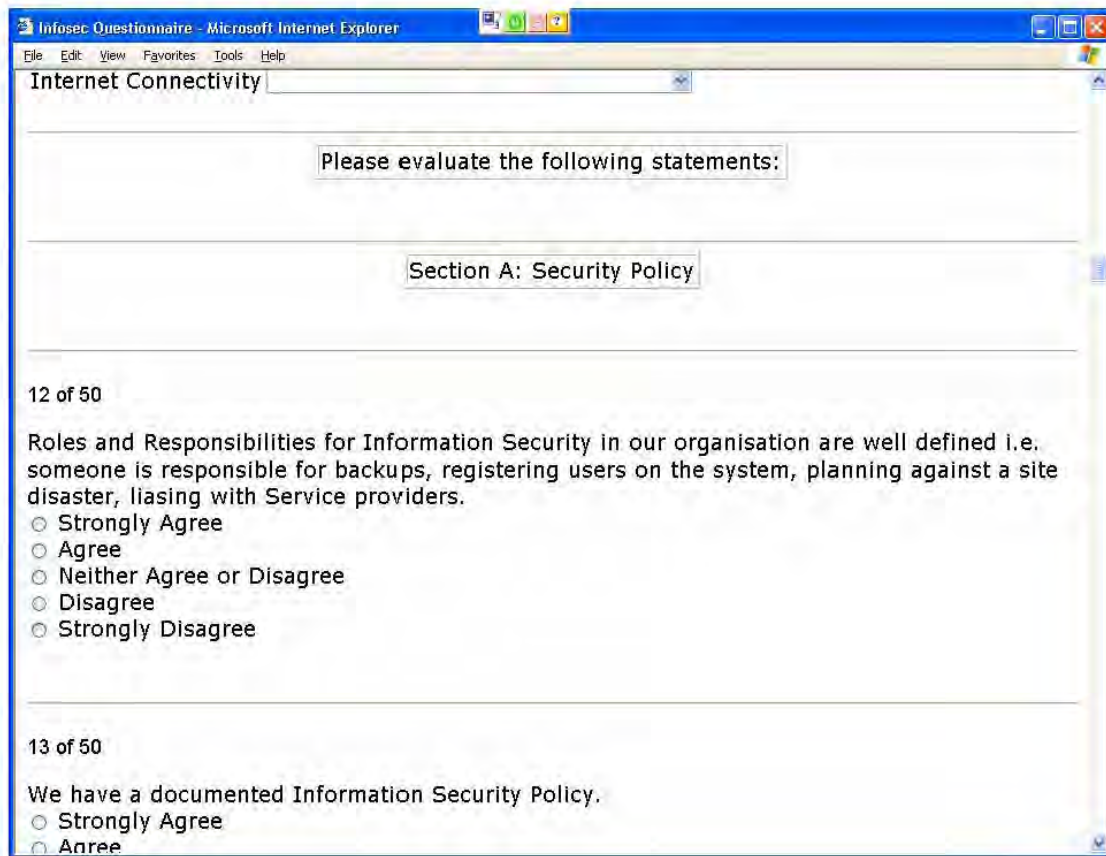 Infosec Questionnaire - Microsoft Internet Explorer
?
File Edit View Favorites Tools Help
Internet Connectivity
Please evaluate the following statements:
Section A: Security Policy
12 of 50
Roles and Responsibilities for Information Security in our organisation are well defined i.e.
someone is responsible for backups, registering users on the system, planning against a site
disaster, liasing with Service providers.
Strongly Agree
Agree
Neither Agree or Disagree
Disagree
Strongly Disagree
13 of 50
We have a documented Information Security Policy.
Strongly Agree
Agree